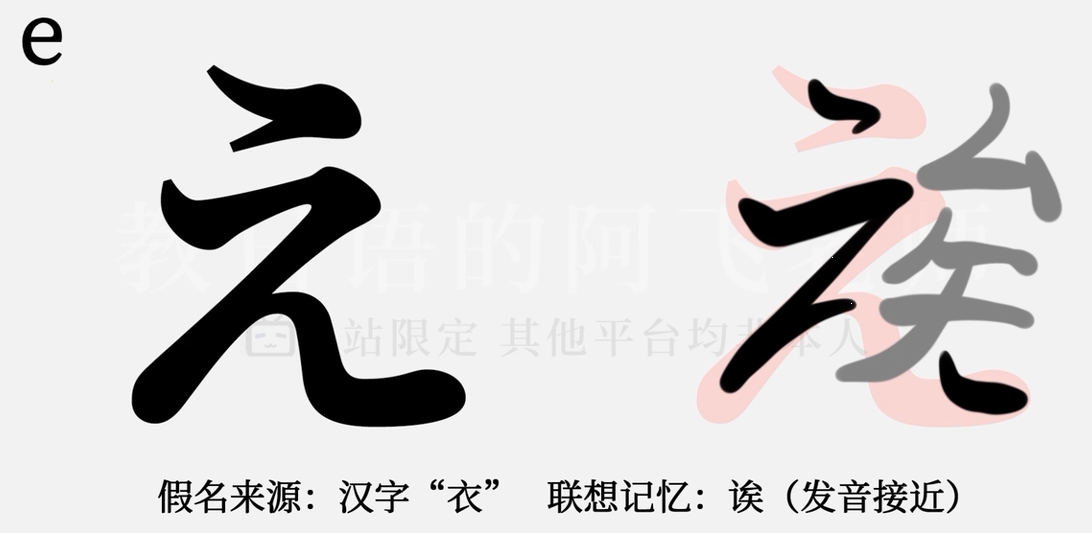 e
え 诶
教日语的阿飞老师
站限定 其他平台均非本人
假名来源：汉字“衣” 联想记忆：诶（发音接近）